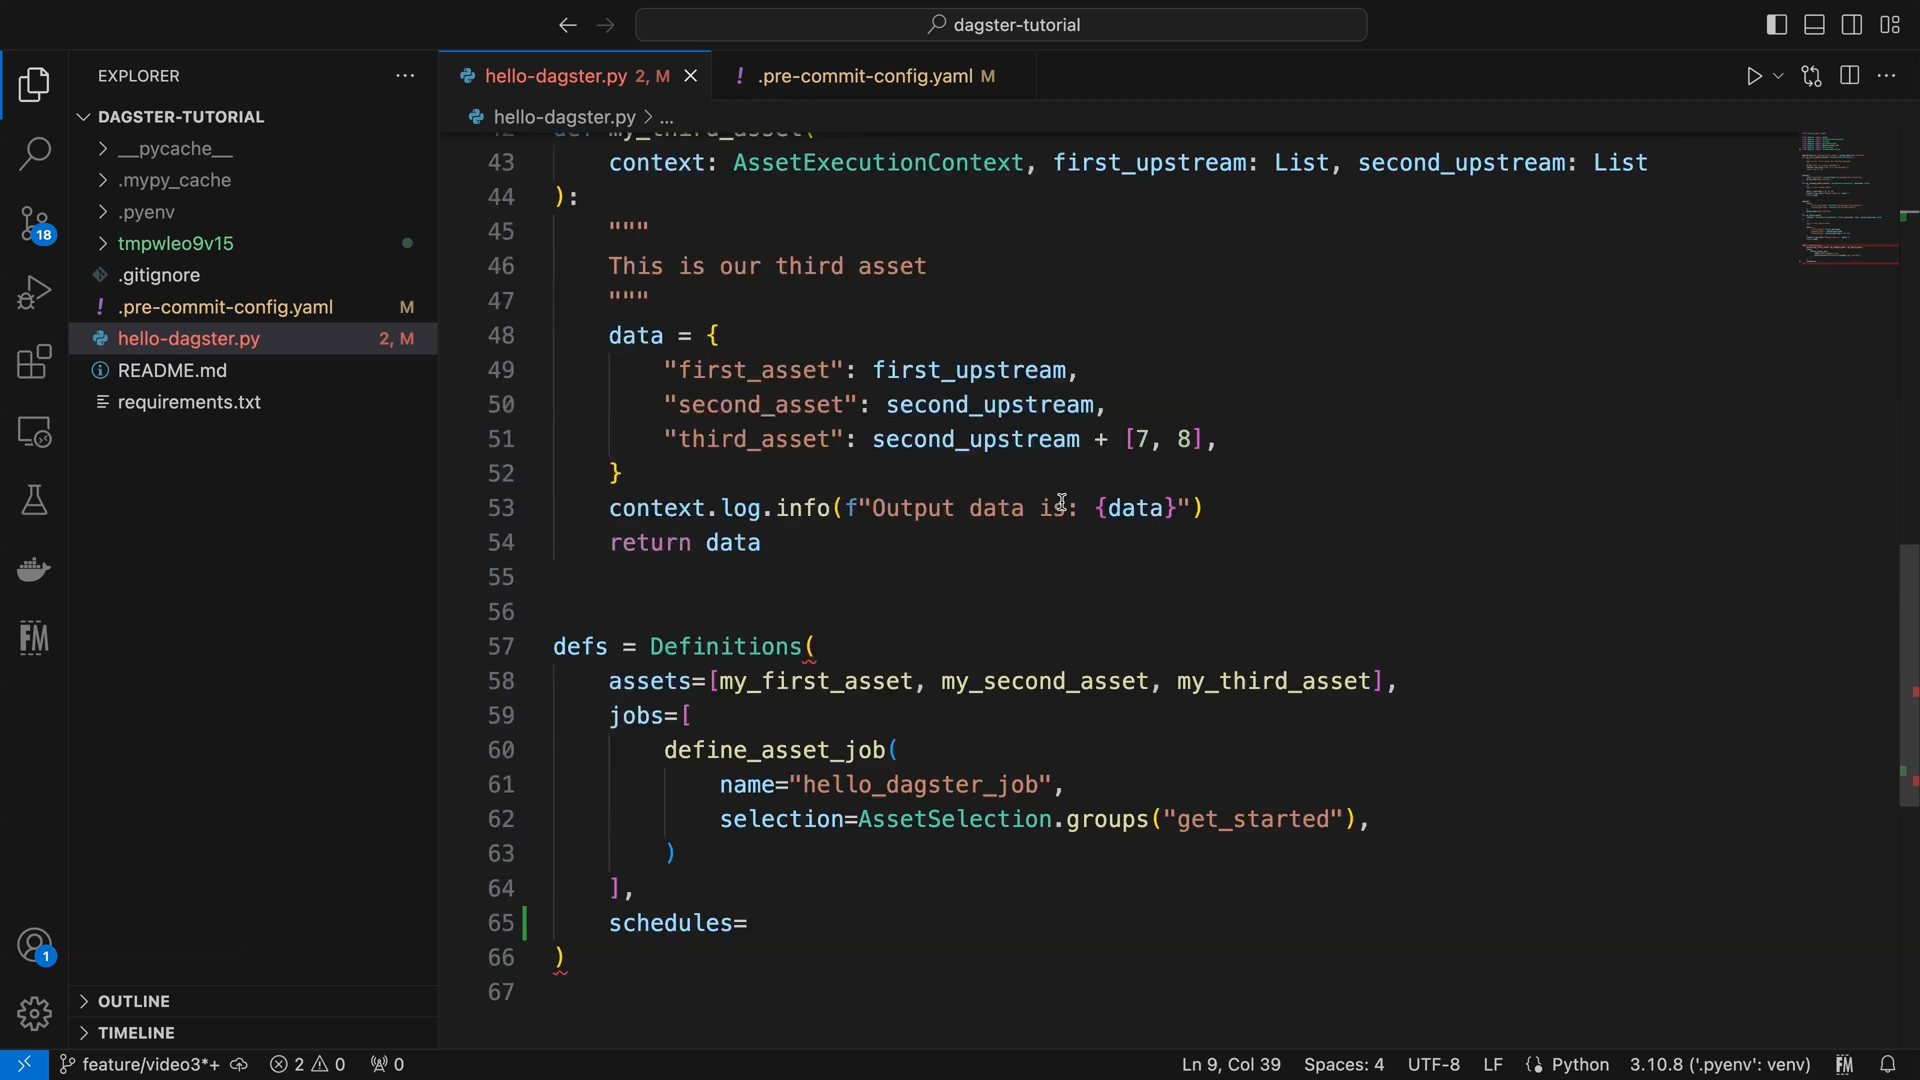 dagster-tutorial
EXPLORER
DAGSTER-TUTORIAL
__pycache__
.mypy_cache
.pyenv
tmpwleo9v15
.gitignore
.pre-commit-config.yaml M
hello-dagster.py 2, M
README.md
requirements.txt
OUTLINE
TIMELINE
18
FM
1
hello-dagster.py 2, M
.pre-commit-config.yaml M
hello-dagster.py > ...
42 def my_third_asset(
43 context: AssetExecutionContext, first_upstream: List, second_upstream: List
44 ):
45 """
46 This is our third asset
47 """
48 data = {
49 "first_asset": first_upstream,
50 "second_asset": second_upstream,
51 "third_asset": second_upstream + [7, 8],
52 }
53 context.log.info(f"Output data is: {data}")
54 return data
55
56
57 defs = Definitions(
58 assets=[my_first_asset, my_second_asset, my_third_asset],
59 jobs=[
60 define_asset_job(
61 name="hello_dagster_job",
62 selection=AssetSelection.groups("get_started"),
63 )
64 ],
65 schedules=
66 )
67
feature/video3*+ 2 0 0 Ln 9, Col 39 Spaces: 4 UTF-8 LF Python 3.10.8 ('.pyenv': venv) FM